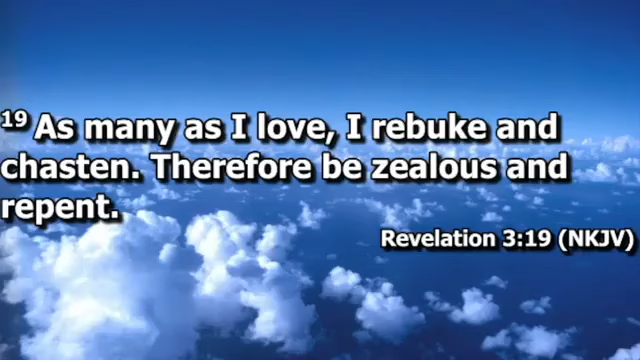 19 As many as I love, I rebuke and
chasten. Therefore be zealous and
repent.
Revelation 3:19 (NKJV)